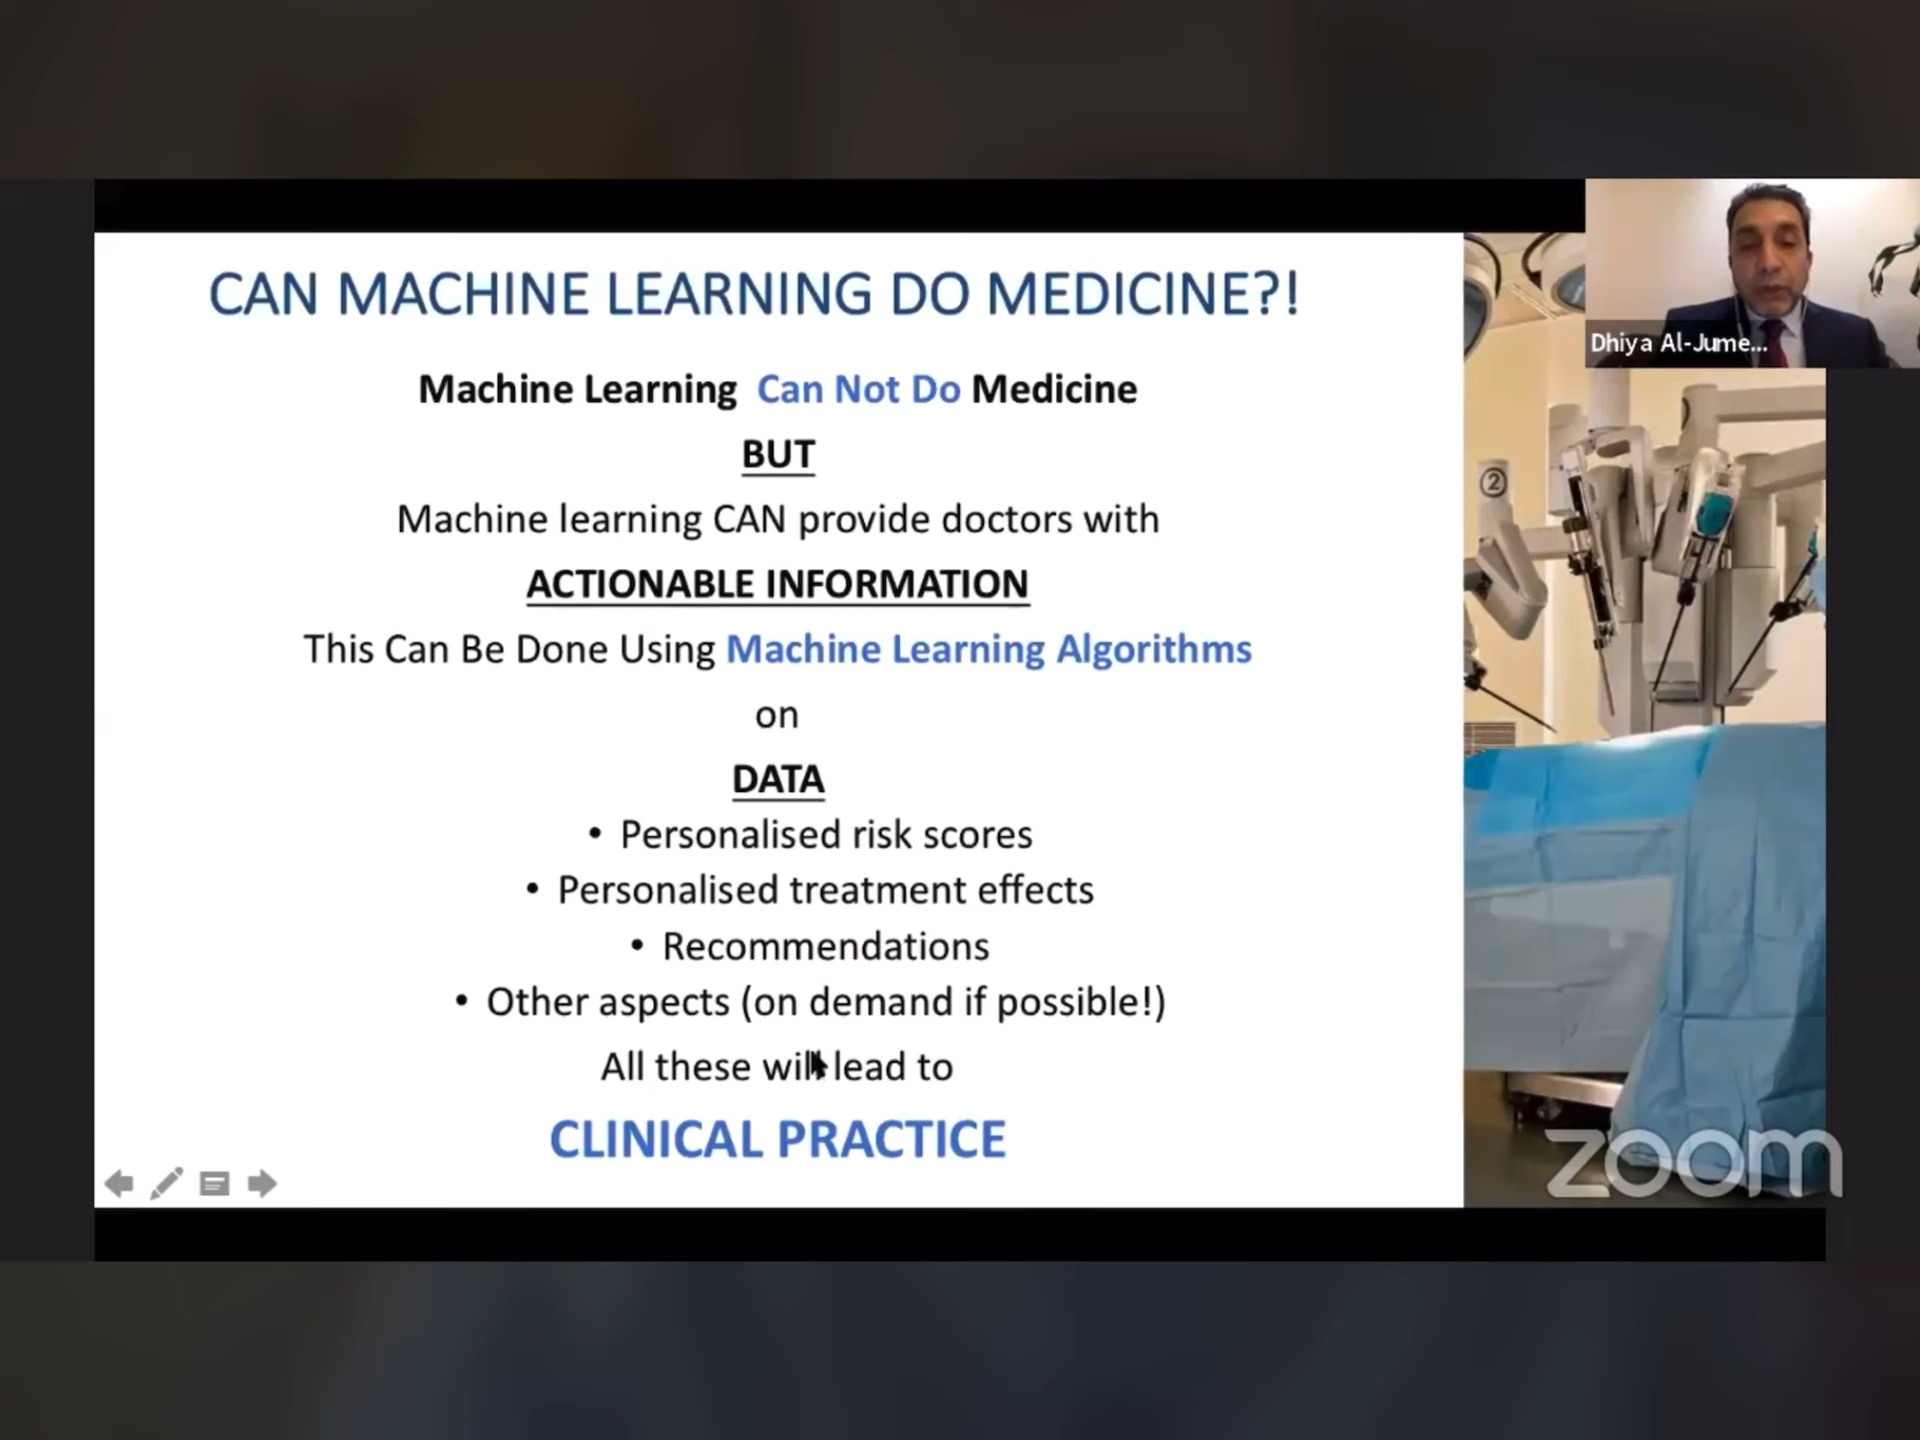 CAN MACHINE LEARNING DO MEDICINE?!
Machine Learning Can Not Do Medicine
BUT
Machine learning CAN provide doctors with
ACTIONABLE INFORMATION
This Can Be Done Using Machine Learning Algorithms
on
DATA
• Personalised risk scores
• Personalised treatment effects
• Recommendations
• Other aspects (on demand if possible!)
All these will lead to
CLINICAL PRACTICE
Dhiya Al-Jume...
2
zoom